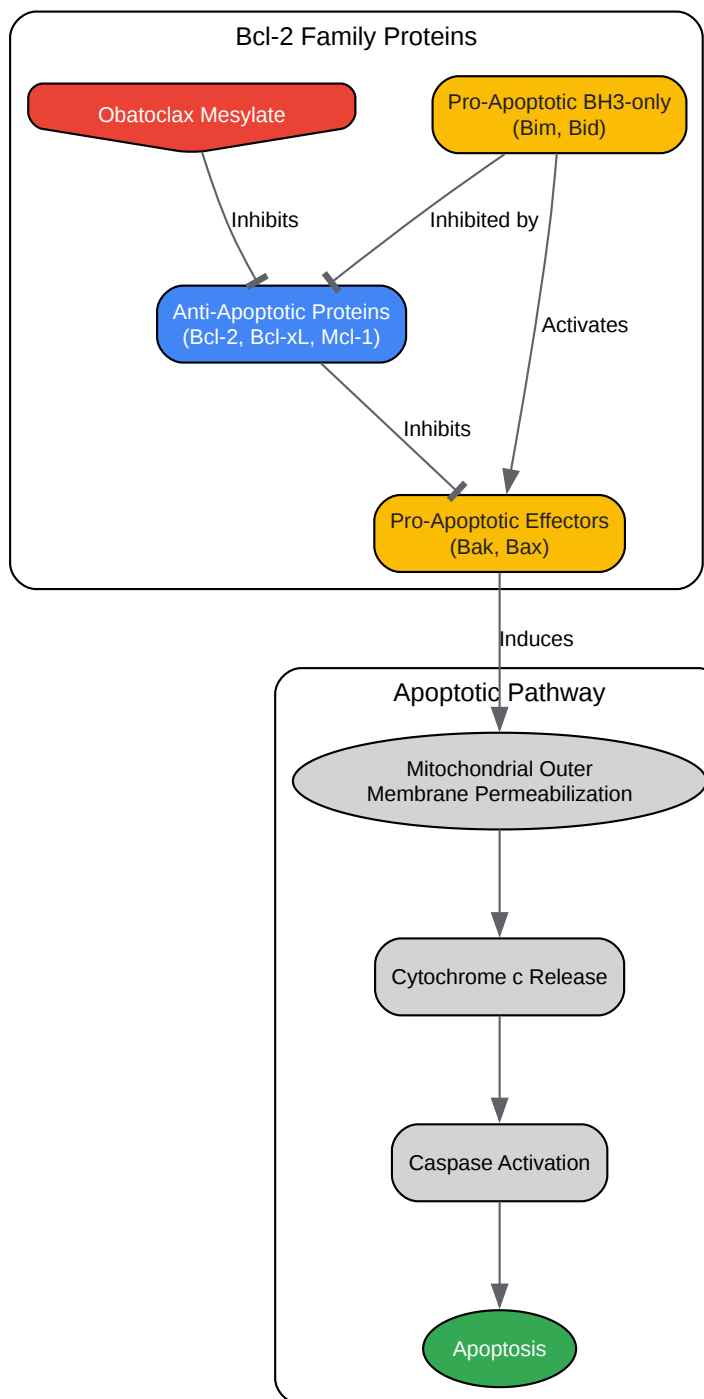 Bcl-2 Family Proteins
Obatoclax Mesylate
Pro-Apoptotic BH3-only
(Bim, Bid)
Inhibits
Inhibited by
Anti-Apoptotic Proteins
(Bcl-2, Bcl-xL, Mcl-1)
Activates
Inhibits
Pro-Apoptotic Effectors
(Bak, Bax)
Induces
Apoptotic Pathway
Mitochondrial Outer
Membrane Permeabilization
Cytochrome c Release
Caspase Activation
Apoptosis